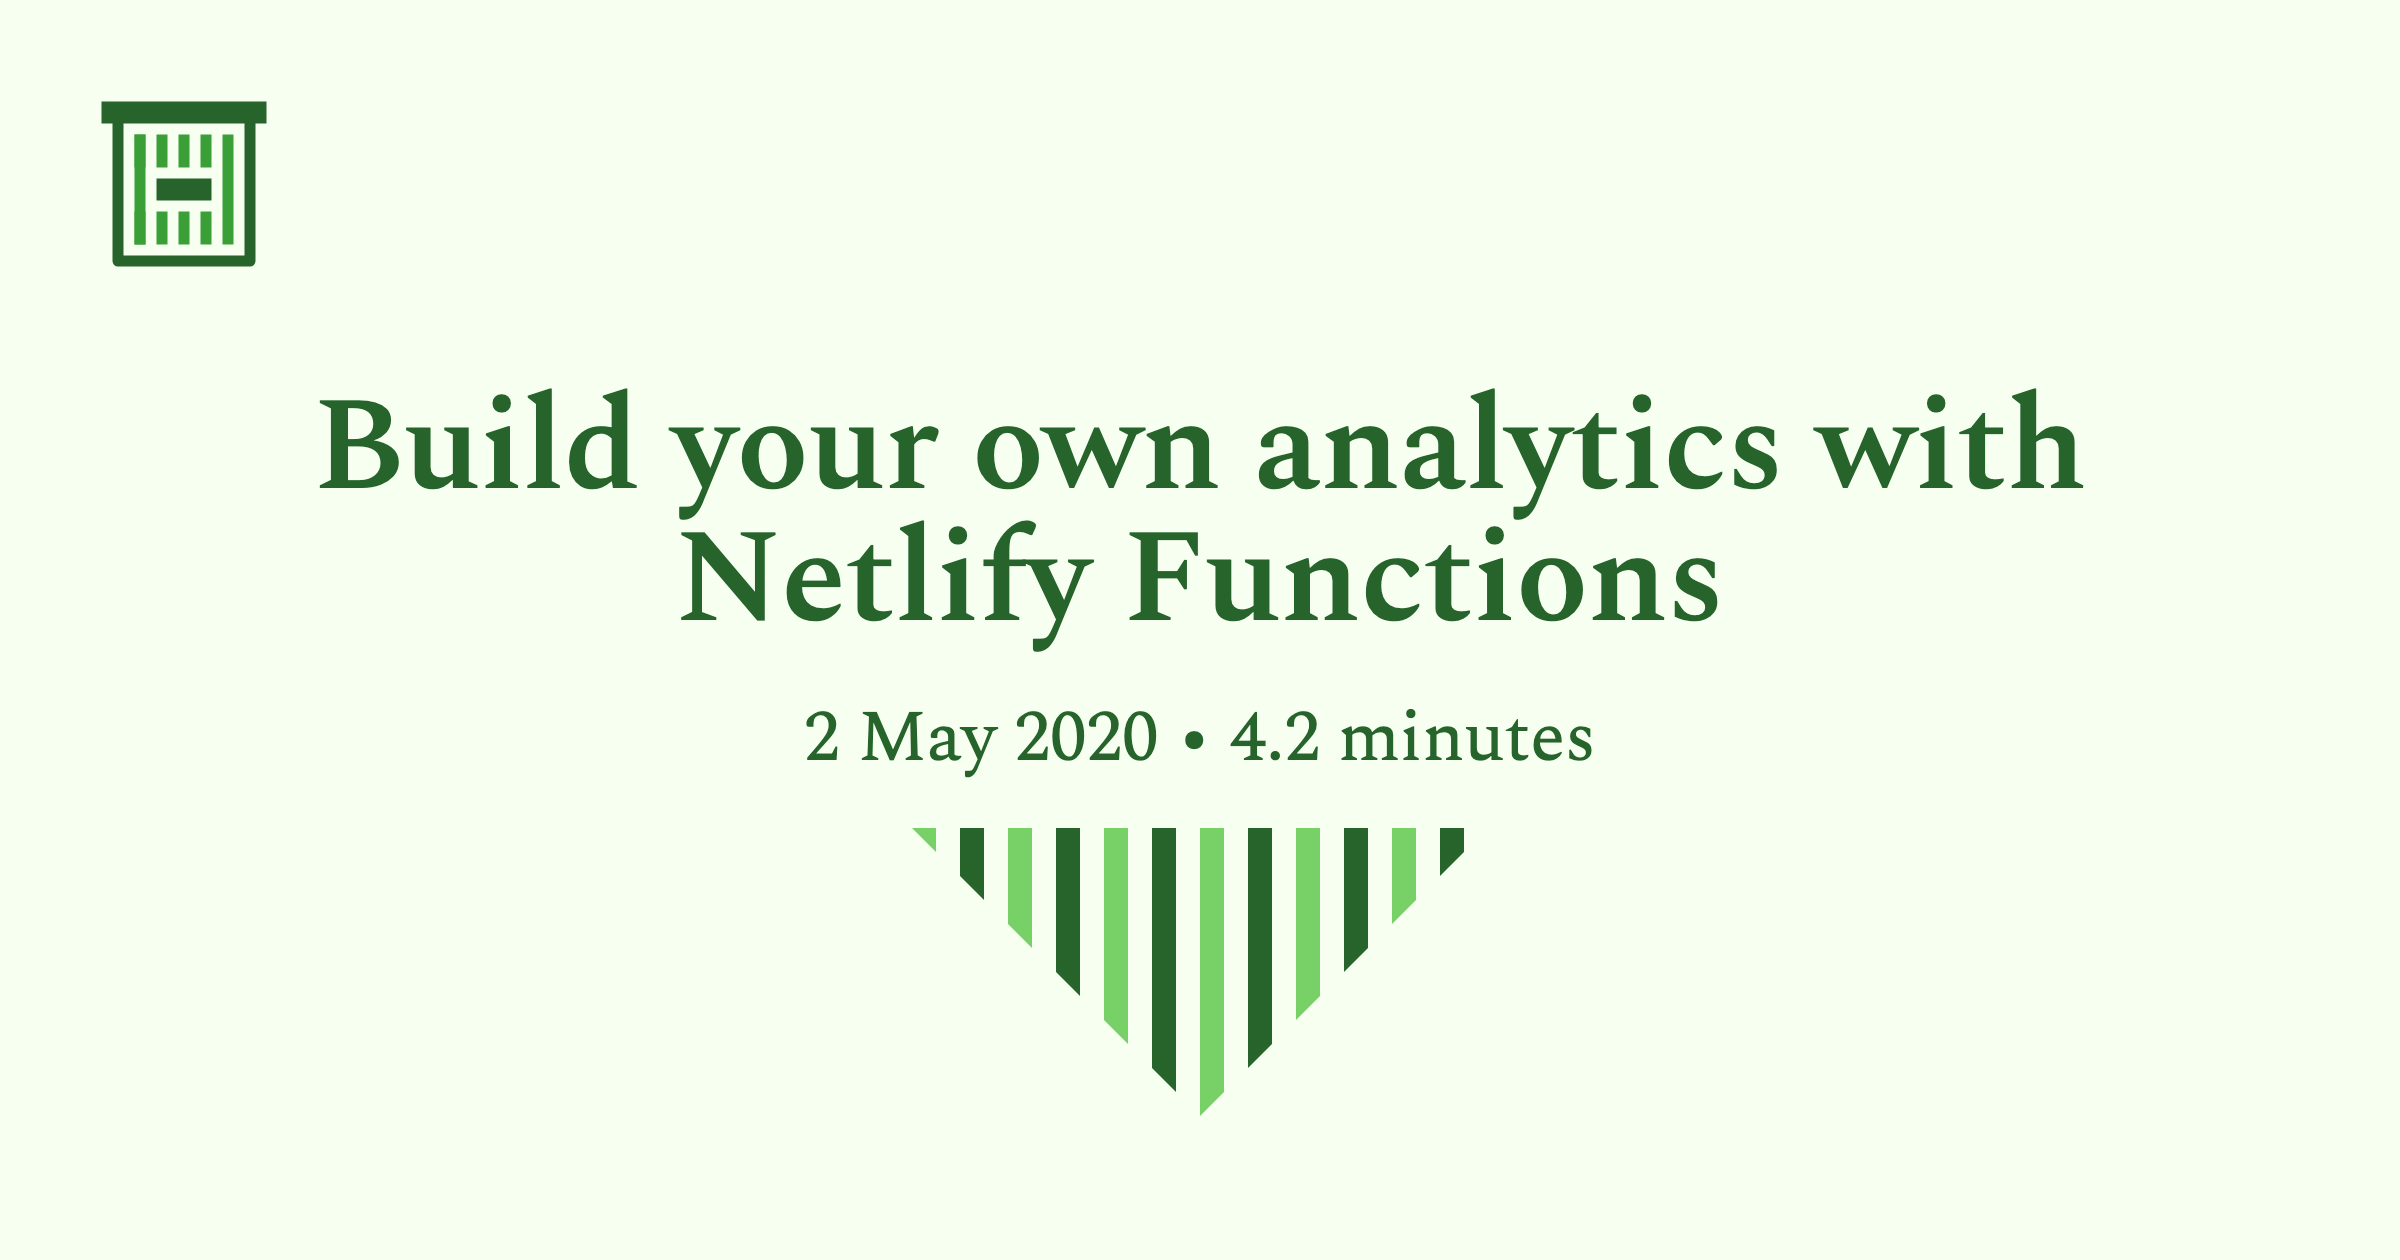 Build your own analytics with
Netlify Functions
2 May 2020 • 4.2 minutes